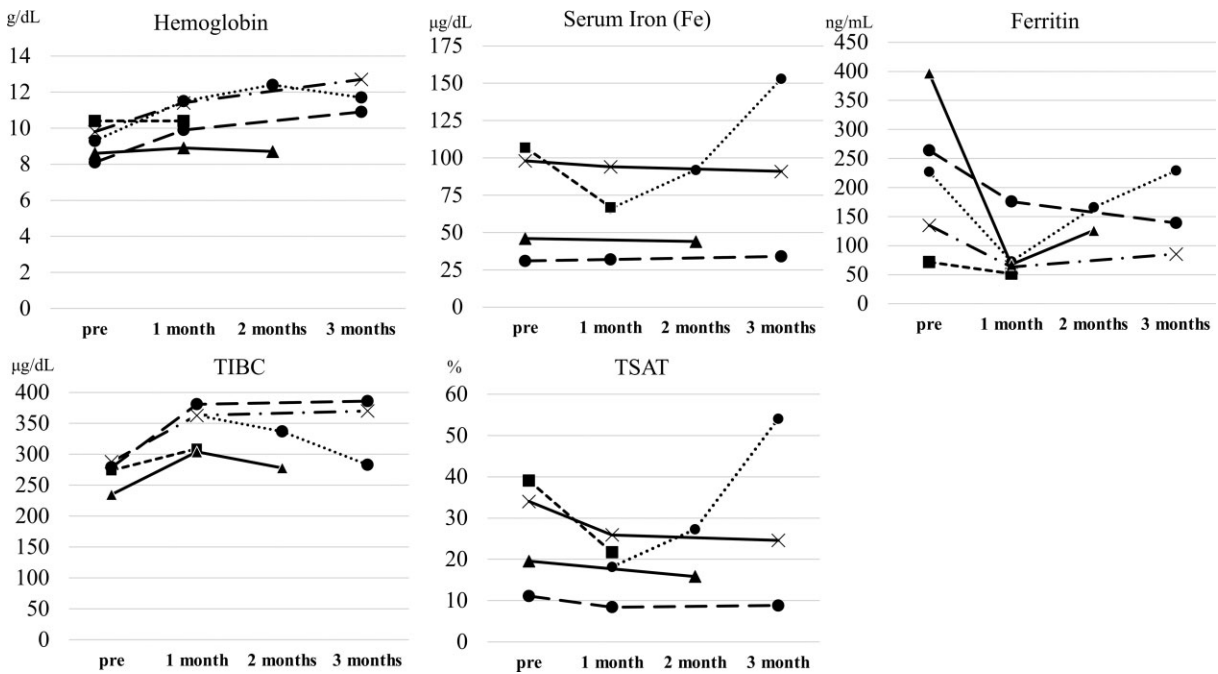 g/dL
Hemoglobin
14
12
10
8
6
4
2
0
pre
1 month
2 months
3 months
μg/dL
Serum Iron (Fe)
175
150
125
100
75
50
25
0
pre
1 month
2 months
3 months
ng/mL
Ferritin
450
400
350
300
250
200
150
100
50
0
pre
1 month
2 months
3 months
μg/dL
TIBC
400
350
300
250
200
150
100
50
0
pre
1 month
2 months
3 months
%
TSAT
60
50
40
30
20
10
0
pre
1 month
2 months
3 month